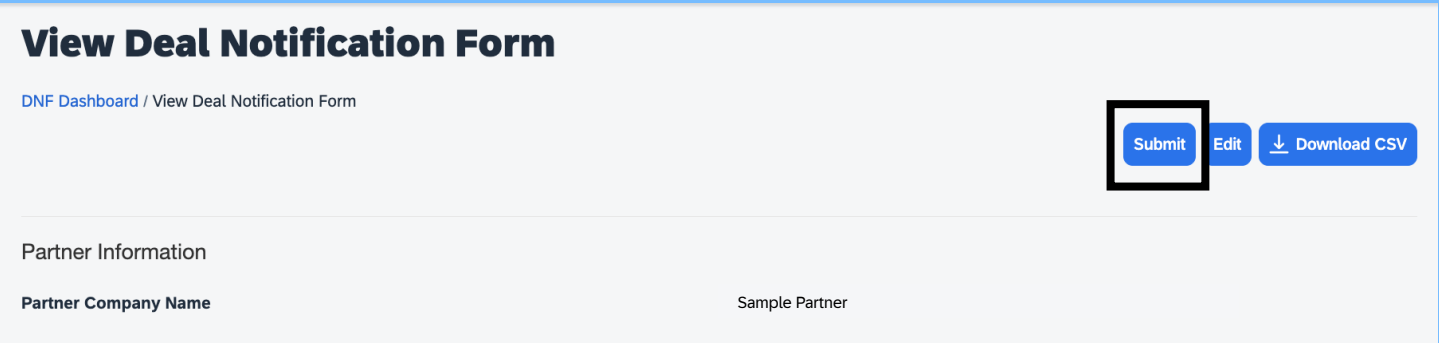 View Deal Notification Form
DNF Dashboard / View Deal Notification Form
Submit Edit Download CSV
Partner Information
Partner Company Name Sample Partner